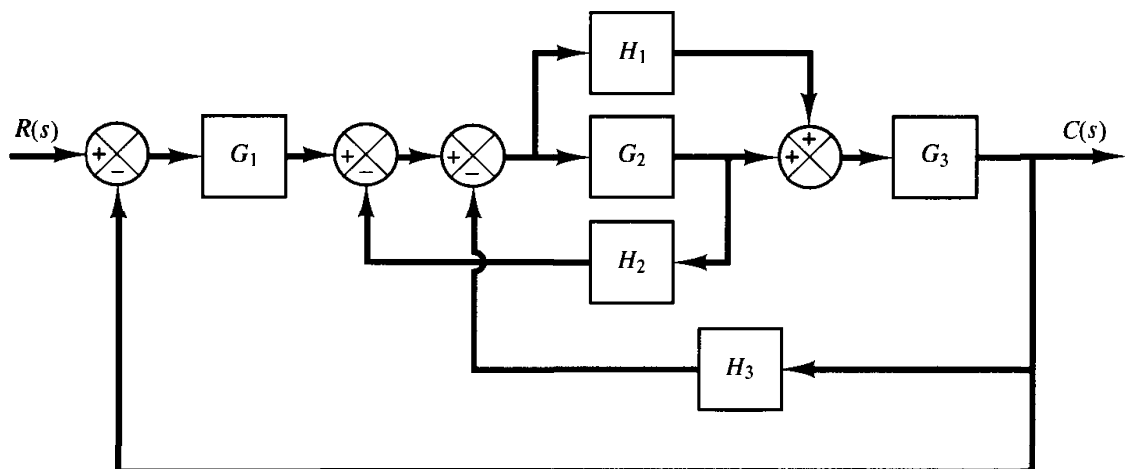 H₁
R(s)
C(s)
+
−
G₁
+
−
+
−
G₂
+
+
G₃
H₂
H₃